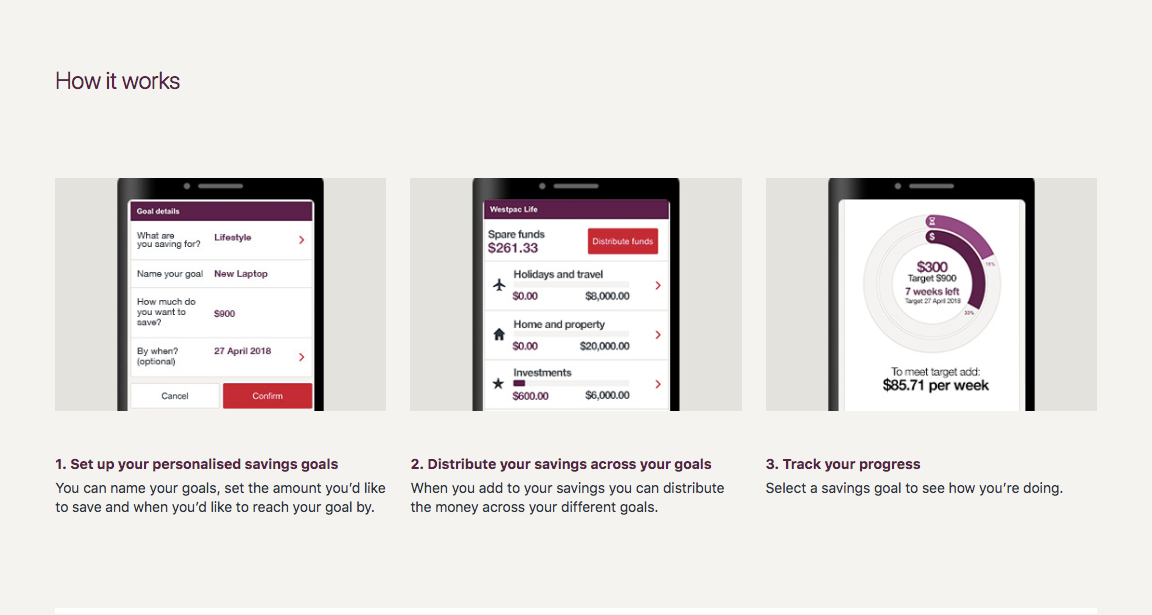 How it works
Goal details
What are
you saving for?
Lifestyle
Name your goal
New Laptop
How much do
you want to
save?
$900
By when?
(optional)
27 April 2018
Cancel
Confirm
Westpac Life
Spare funds
$261.33
Distribute funds
Holidays and travel
$0.00
$8,000.00
Home and property
$0.00
$20,000.00
Investments
$600.00
$6,000.00
$
$300
Target $900
7 weeks left
Target 27 April 2018
33%
To meet target add:
$85.71 per week
1. Set up your personalised savings goals
You can name your goals, set the amount you’d like
to save and when you’d like to reach your goal by.
2. Distribute your savings across your goals
When you add to your savings you can distribute
the money across your different goals.
3. Track your progress
Select a savings goal to see how you’re doing.